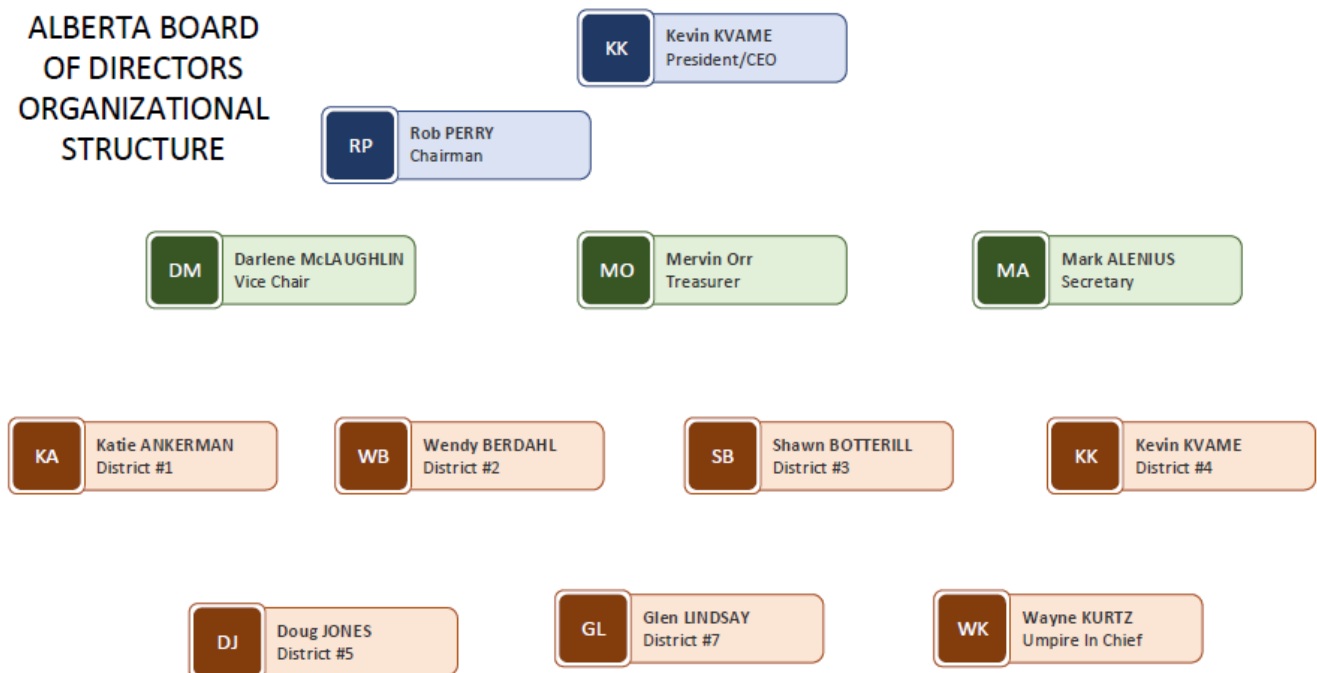 ALBERTA BOARD
OF DIRECTORS
ORGANIZATIONAL
STRUCTURE
KK
Kevin KVAME
President/CEO
RP
Rob PERRY
Chairman
DM
Darlene McLAUGHLIN
Vice Chair
MO
Mervin Orr
Treasurer
MA
Mark ALENIUS
Secretary
KA
Katie ANKERMAN
District #1
WB
Wendy BERDAHL
District #2
SB
Shawn BOTTERILL
District #3
KK
Kevin KVAME
District #4
DJ
Doug JONES
District #5
GL
Glen LINDSAY
District #7
WK
Wayne KURTZ
Umpire In Chief